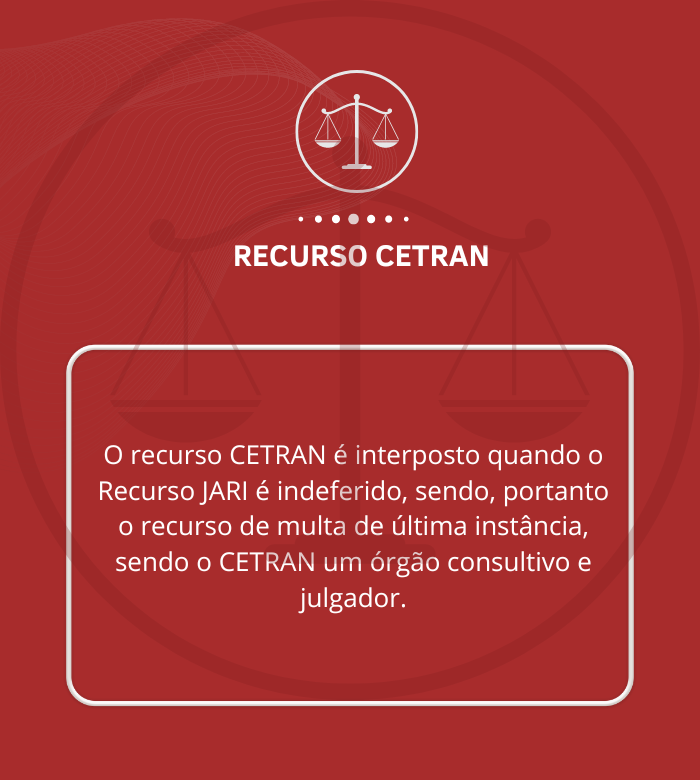 RECURSO CETRAN
O recurso CETRAN é interposto quando o
Recurso JARI é indeferido, sendo, portanto
o recurso de multa de última instância,
sendo o CETRAN um órgão consultivo e
julgador.